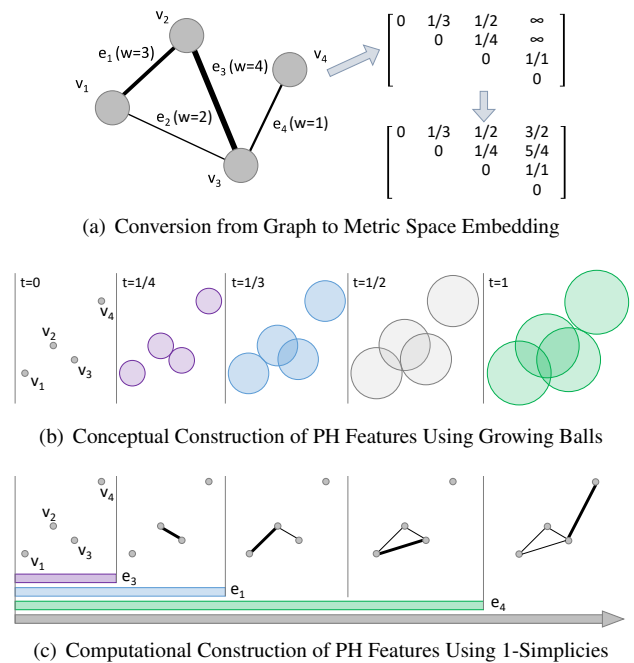 v2
e1 (w=3)
e3 (w=4)
v4
v1
e2 (w=2)
e4 (w=1)
v3
0 1/3 1/2 ∞
0 1/4 ∞
0 1/1
0
0 1/3 1/2 3/2
0 1/4 5/4
0 1/1
0
(a) Conversion from Graph to Metric Space Embedding
t=0 t=1/4 t=1/3 t=1/2 t=1
v4
v2
v3
v1
(b) Conceptual Construction of PH Features Using Growing Balls
v4
v2
v3
v1
e3
e1
e4
(c) Computational Construction of PH Features Using 1-Simplicies